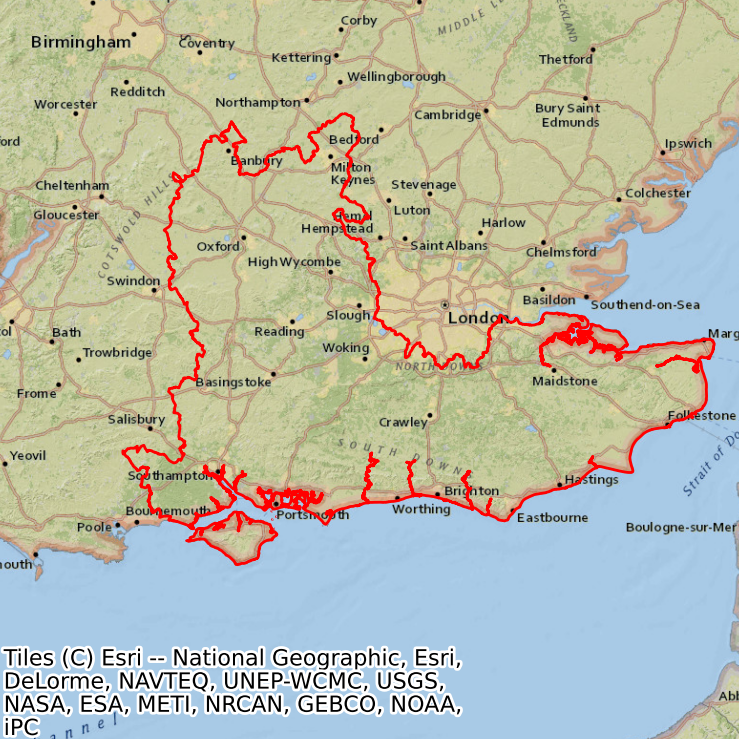 Corby
MIDDLE LE
CKLAND
Birmingham
Coventry
Kettering
Thetford
Redditch
Wellingborough
Worcester
Northampton
Cambridge
Bury Saint
Edmunds
ford
Bedford
Banbury
Milton
Keynes
Ipswich
Cheltenham
Stevenage
Colchester
Gloucester
COTSWOLD HILLS
Hemel
Hempstead
Luton
Harlow
Oxford
Saint Albans
Chelmsford
High Wycombe
Swindon
Basildon
Southend-on-Sea
Slough
London
Reading
Bath
Marg
Trowbridge
Woking
NORTH DOWNS
Basingstoke
Maidstone
Frome
Salisbury
Crawley
Folkestone
Strait of Do
Yeovil
SOUTH DOWN
Southampton
Hastings
Brighton
Bournemouth
Portsmouth
Worthing
Eastbourne
Poole
Boulogne-sur-Mer
outh
Abb
nnel
Tiles (C) Esri -- National Geographic, Esri,
DeLorme, NAVTEQ, UNEP-WCMC, USGS,
NASA, ESA, METI, NRCAN, GEBCO, NOAA,
iPC